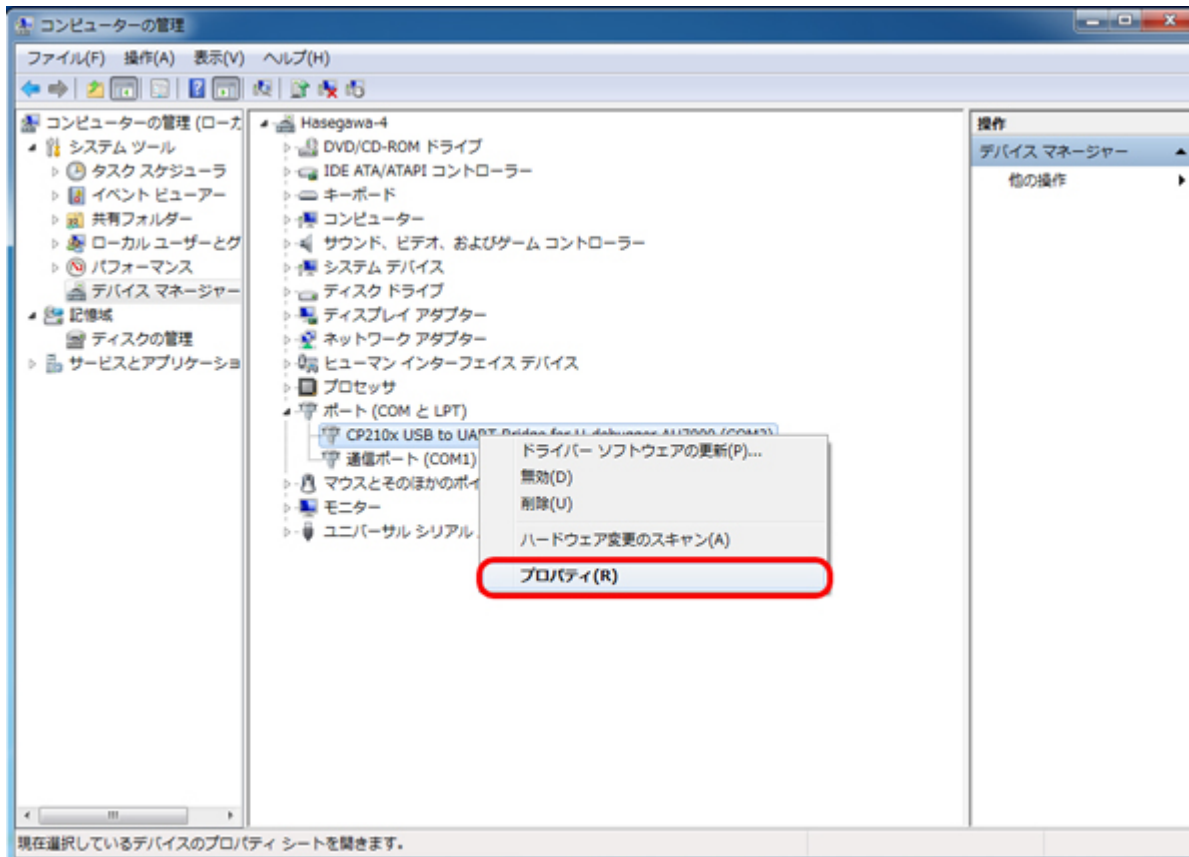 コンピューターの管理
ファイル(F) 操作(A) 表示(V) ヘルプ(H)
コンピューターの管理 (ローカ
システム ツール
タスク スケジューラ
イベント ビューアー
共有フォルダー
ローカル ユーザーとグ
パフォーマンス
デバイス マネージャー
記憶域
ディスクの管理
サービスとアプリケーショ
Hasegawa-4
DVD/CD-ROM ドライブ
IDE ATA/ATAPI コントローラー
キーボード
コンピューター
サウンド、ビデオ、およびゲーム コントローラー
システム デバイス
ディスク ドライブ
ディスプレイ アダプター
ネットワーク アダプター
ヒューマン インターフェイス デバイス
プロセッサ
ポート (COM と LPT)
CP210x USB to UART Bridge for U-debugger
通信ポート (COM1)
マウスとそのほかのポイ
モニター
ユニバーサル シリアル
ドライバー ソフトウェアの更新(P)...
無効(D)
削除(U)
ハードウェア変更のスキャン(A)
プロパティ(R)
操作
デバイス マネージャー
他の操作
現在選択しているデバイスのプロパティ シートを開きます。